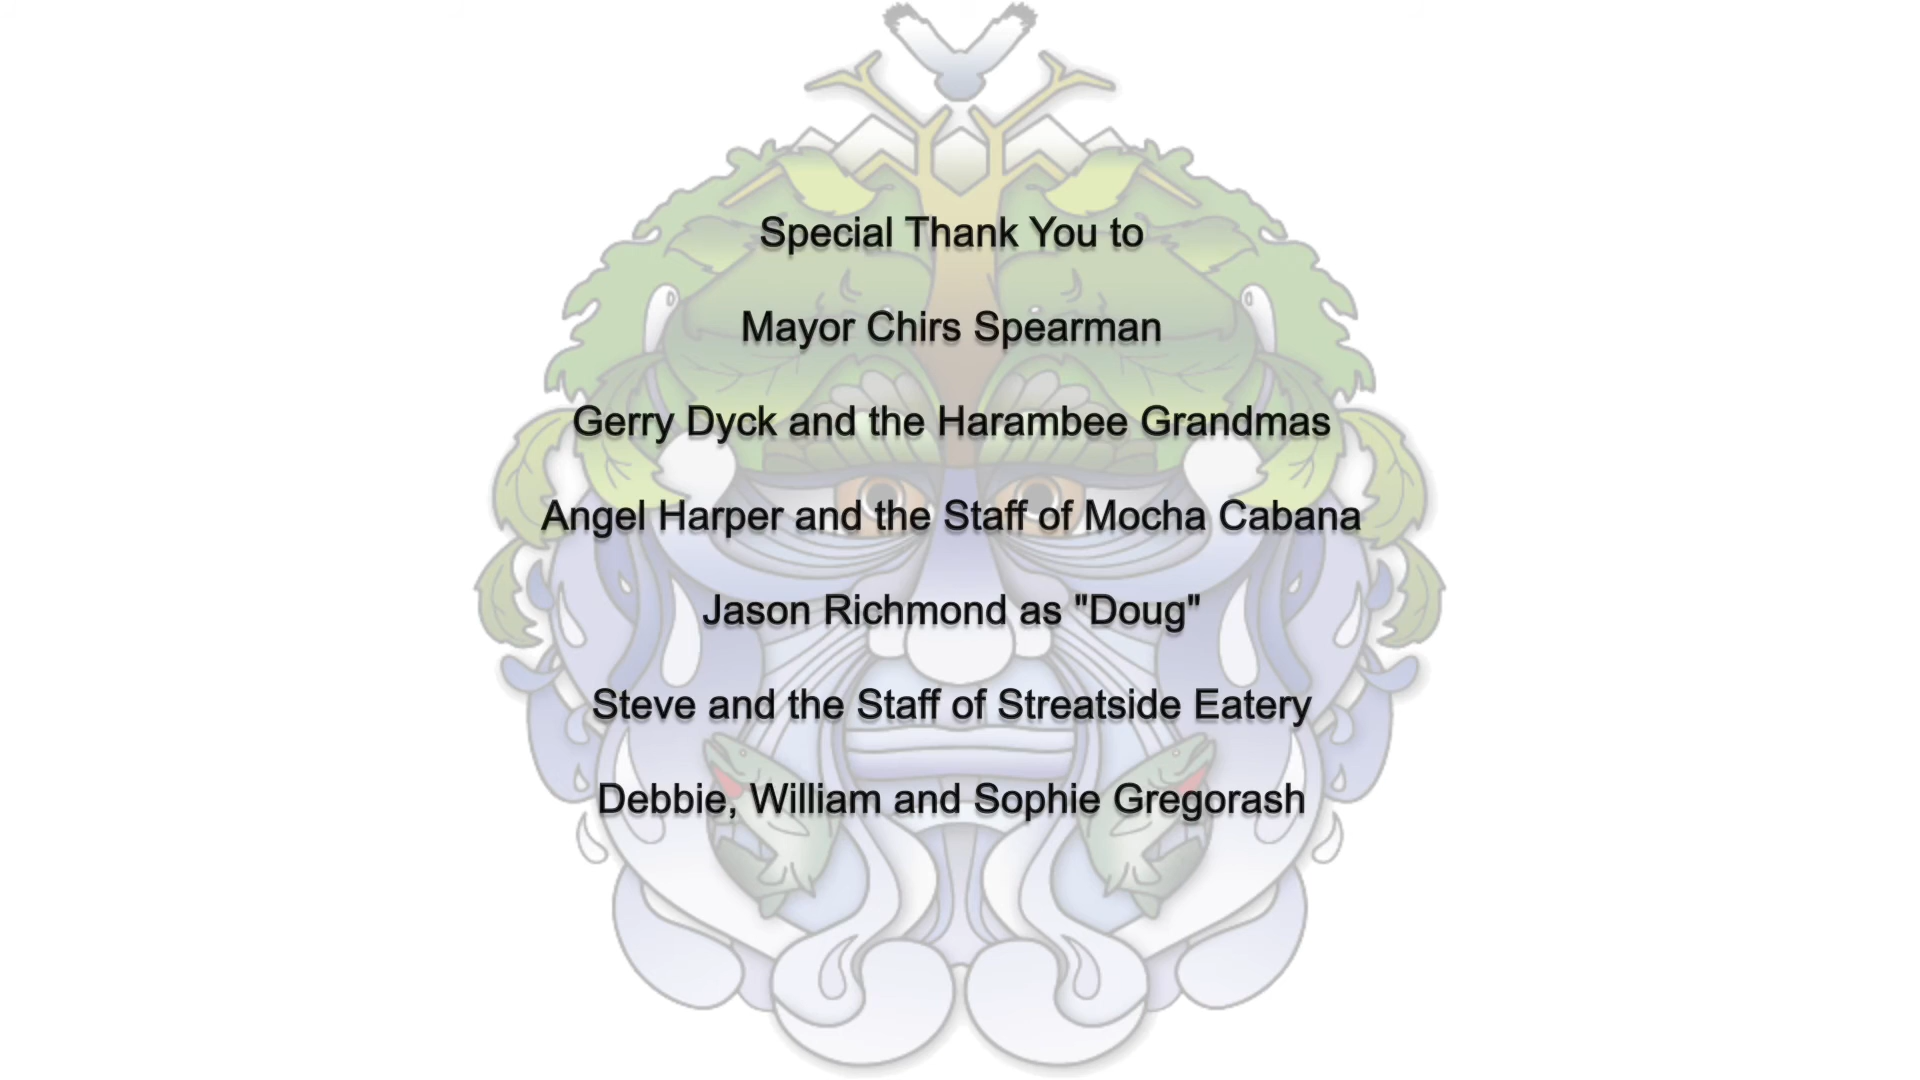 Special Thank You to
Mayor Chirs Spearman
Gerry Dyck and the Harambee Grandmas
Angel Harper and the Staff of Mocha Cabana
Jason Richmond as "Doug"
Steve and the Staff of Streatside Eatery
Debbie, William and Sophie Gregorash